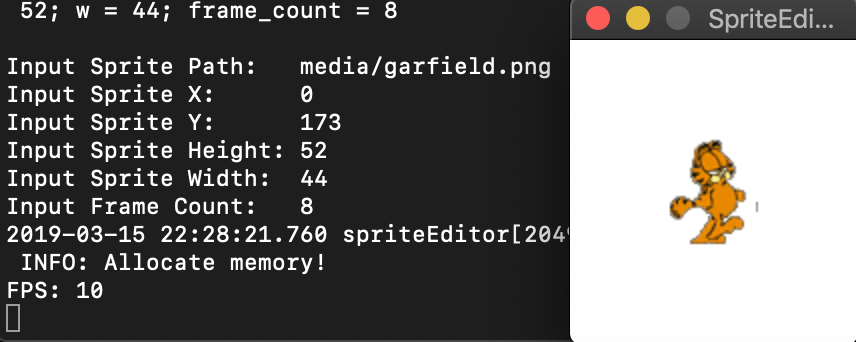 52; w = 44; frame_count = 8
SpriteEdi...
Input Sprite Path: media/garfield.png
Input Sprite X: 0
Input Sprite Y: 173
Input Sprite Height: 52
Input Sprite Width: 44
Input Frame Count: 8
2019-03-15 22:28:21.760 spriteEditor[204
INFO: Allocate memory!
FPS: 10